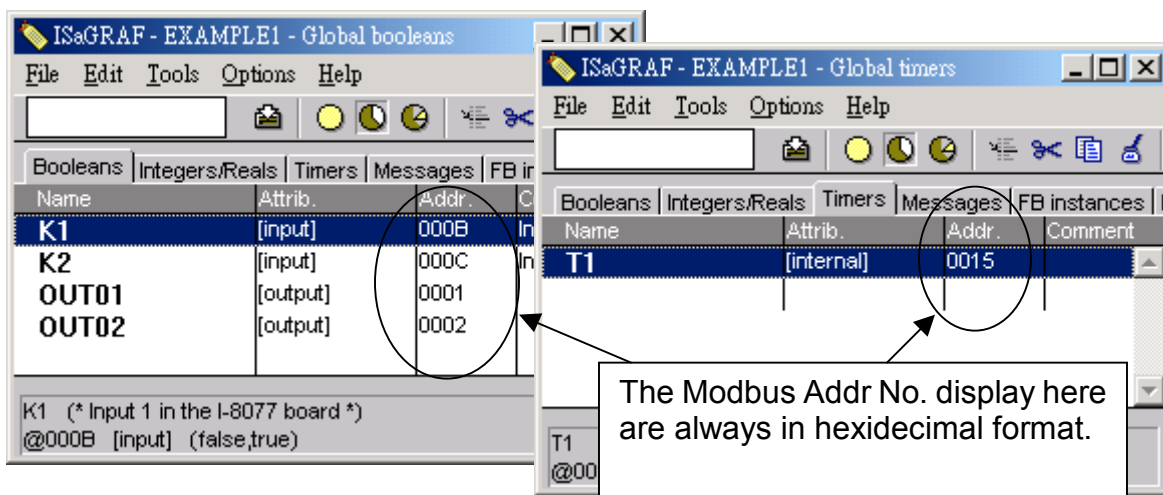 ISaGRAF - EXAMPLE1 - Global booleans
File Edit Tools Options Help
Booleans Integers/Reals Timers Messages FB in
Name Attrib. Addr.
K1 [input] 000B In
K2 [input] 000C In
OUT01 [output] 0001
OUT02 [output] 0002
K1 (* Input 1 in the I-8077 board *)
@000B [input] (false,true)
ISaGRAF - EXAMPLE1 - Global timers
File Edit Tools Options Help
Booleans Integers/Reals Timers Messages FB instances
Name Attrib. Addr. Comment
T1 [internal] 0015
T1
@00
The Modbus Addr No. display here
are always in hexidecimal format.